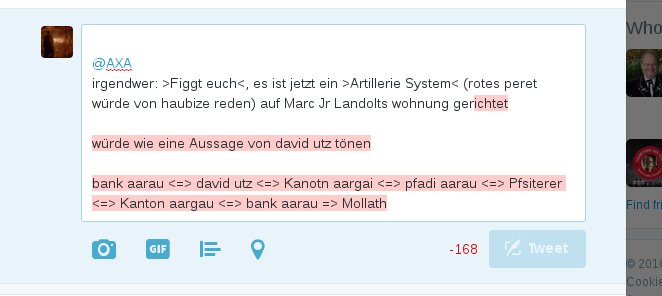 @AXA
irgendwer: >Figgt euch<, es ist jetzt ein >Artillerie System< (rotes peret
würde von haubize reden) auf Marc Jr Landolts wohnung gerichtet
würde wie eine Aussage von david utz tönen
bank aarau <=> david utz <=> Kanotn aargai <=> pfadi aarau <=> Pfsiterer
<=> Kanton aargau <=> bank aarau => Mollath
GIF
-168
Tweet
Who
Find fri
© 2016
Cookie